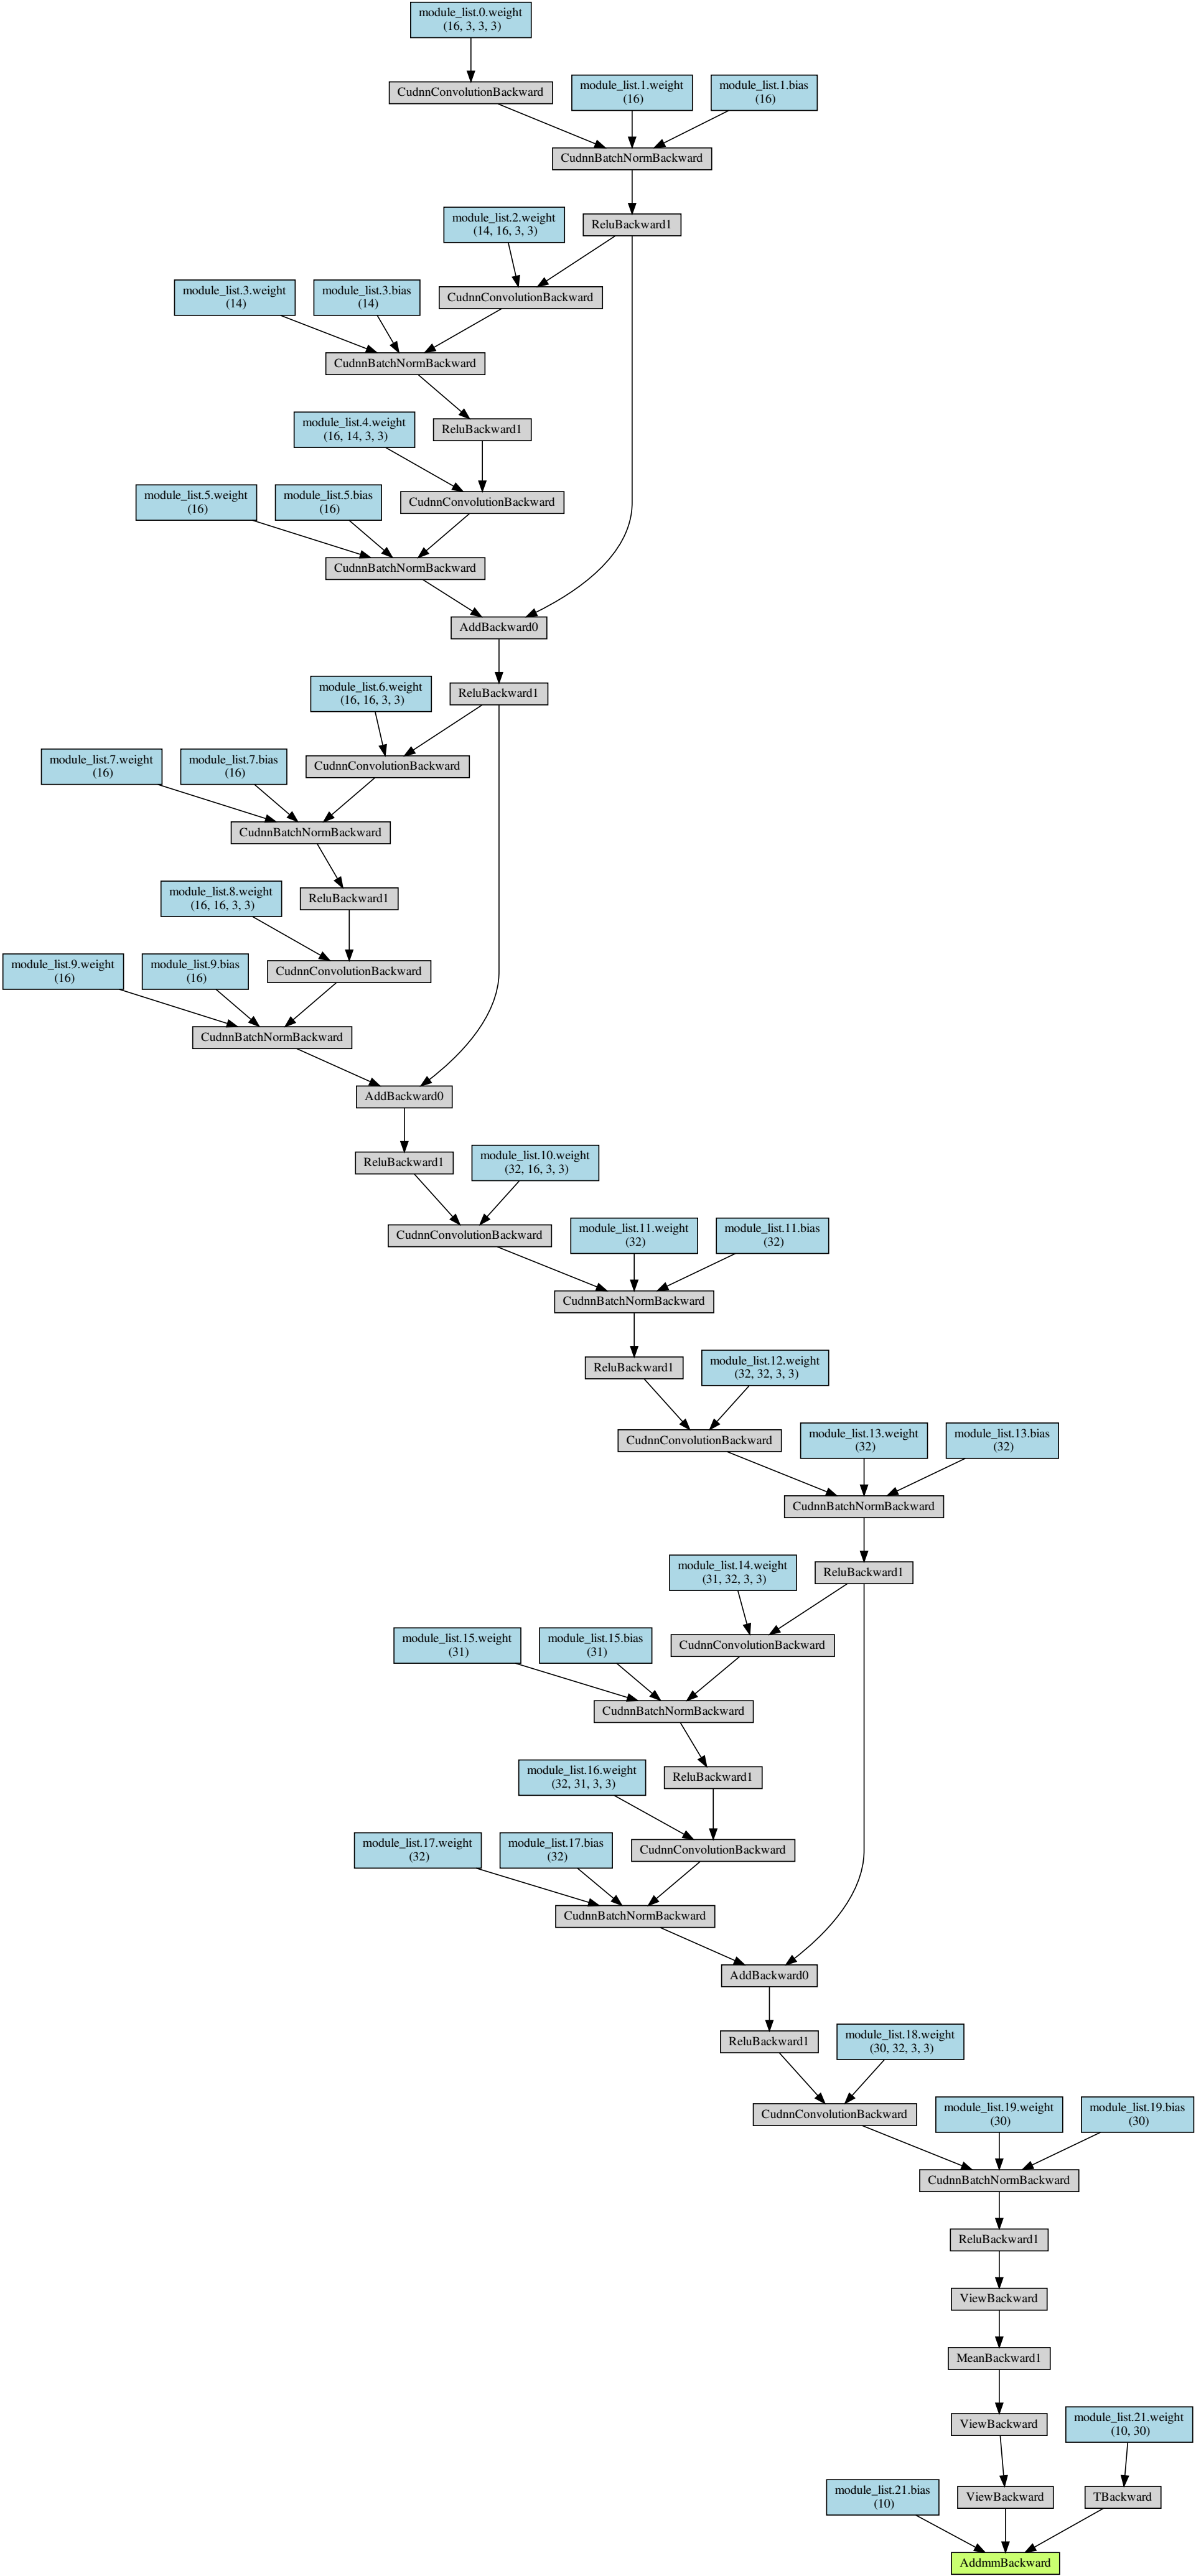 module_list.0.weight
(16, 3, 3, 3)
CudnnConvolutionBackward
module_list.1.weight
(16)
module_list.1.bias
(16)
CudnnBatchNormBackward
module_list.2.weight
(14, 16, 3, 3)
ReluBackward1
module_list.3.weight
(14)
module_list.3.bias
(14)
CudnnConvolutionBackward
CudnnBatchNormBackward
module_list.4.weight
(16, 14, 3, 3)
ReluBackward1
module_list.5.weight
(16)
module_list.5.bias
(16)
CudnnConvolutionBackward
CudnnBatchNormBackward
AddBackward0
module_list.6.weight
(16, 16, 3, 3)
ReluBackward1
module_list.7.weight
(16)
module_list.7.bias
(16)
CudnnConvolutionBackward
CudnnBatchNormBackward
module_list.8.weight
(16, 16, 3, 3)
ReluBackward1
module_list.9.weight
(16)
module_list.9.bias
(16)
CudnnConvolutionBackward
CudnnBatchNormBackward
AddBackward0
ReluBackward1
module_list.10.weight
(32, 16, 3, 3)
CudnnConvolutionBackward
module_list.11.weight
(32)
module_list.11.bias
(32)
CudnnBatchNormBackward
ReluBackward1
module_list.12.weight
(32, 32, 3, 3)
CudnnConvolutionBackward
module_list.13.weight
(32)
module_list.13.bias
(32)
CudnnBatchNormBackward
module_list.14.weight
(31, 32, 3, 3)
ReluBackward1
module_list.15.weight
(31)
module_list.15.bias
(31)
CudnnConvolutionBackward
CudnnBatchNormBackward
module_list.16.weight
(32, 31, 3, 3)
ReluBackward1
module_list.17.weight
(32)
module_list.17.bias
(32)
CudnnConvolutionBackward
CudnnBatchNormBackward
AddBackward0
ReluBackward1
module_list.18.weight
(30, 32, 3, 3)
CudnnConvolutionBackward
module_list.19.weight
(30)
module_list.19.bias
(30)
CudnnBatchNormBackward
ReluBackward1
ViewBackward
MeanBackward1
ViewBackward
module_list.21.weight
(10, 30)
module_list.21.bias
(10)
ViewBackward
TBackward
AddmmBackward